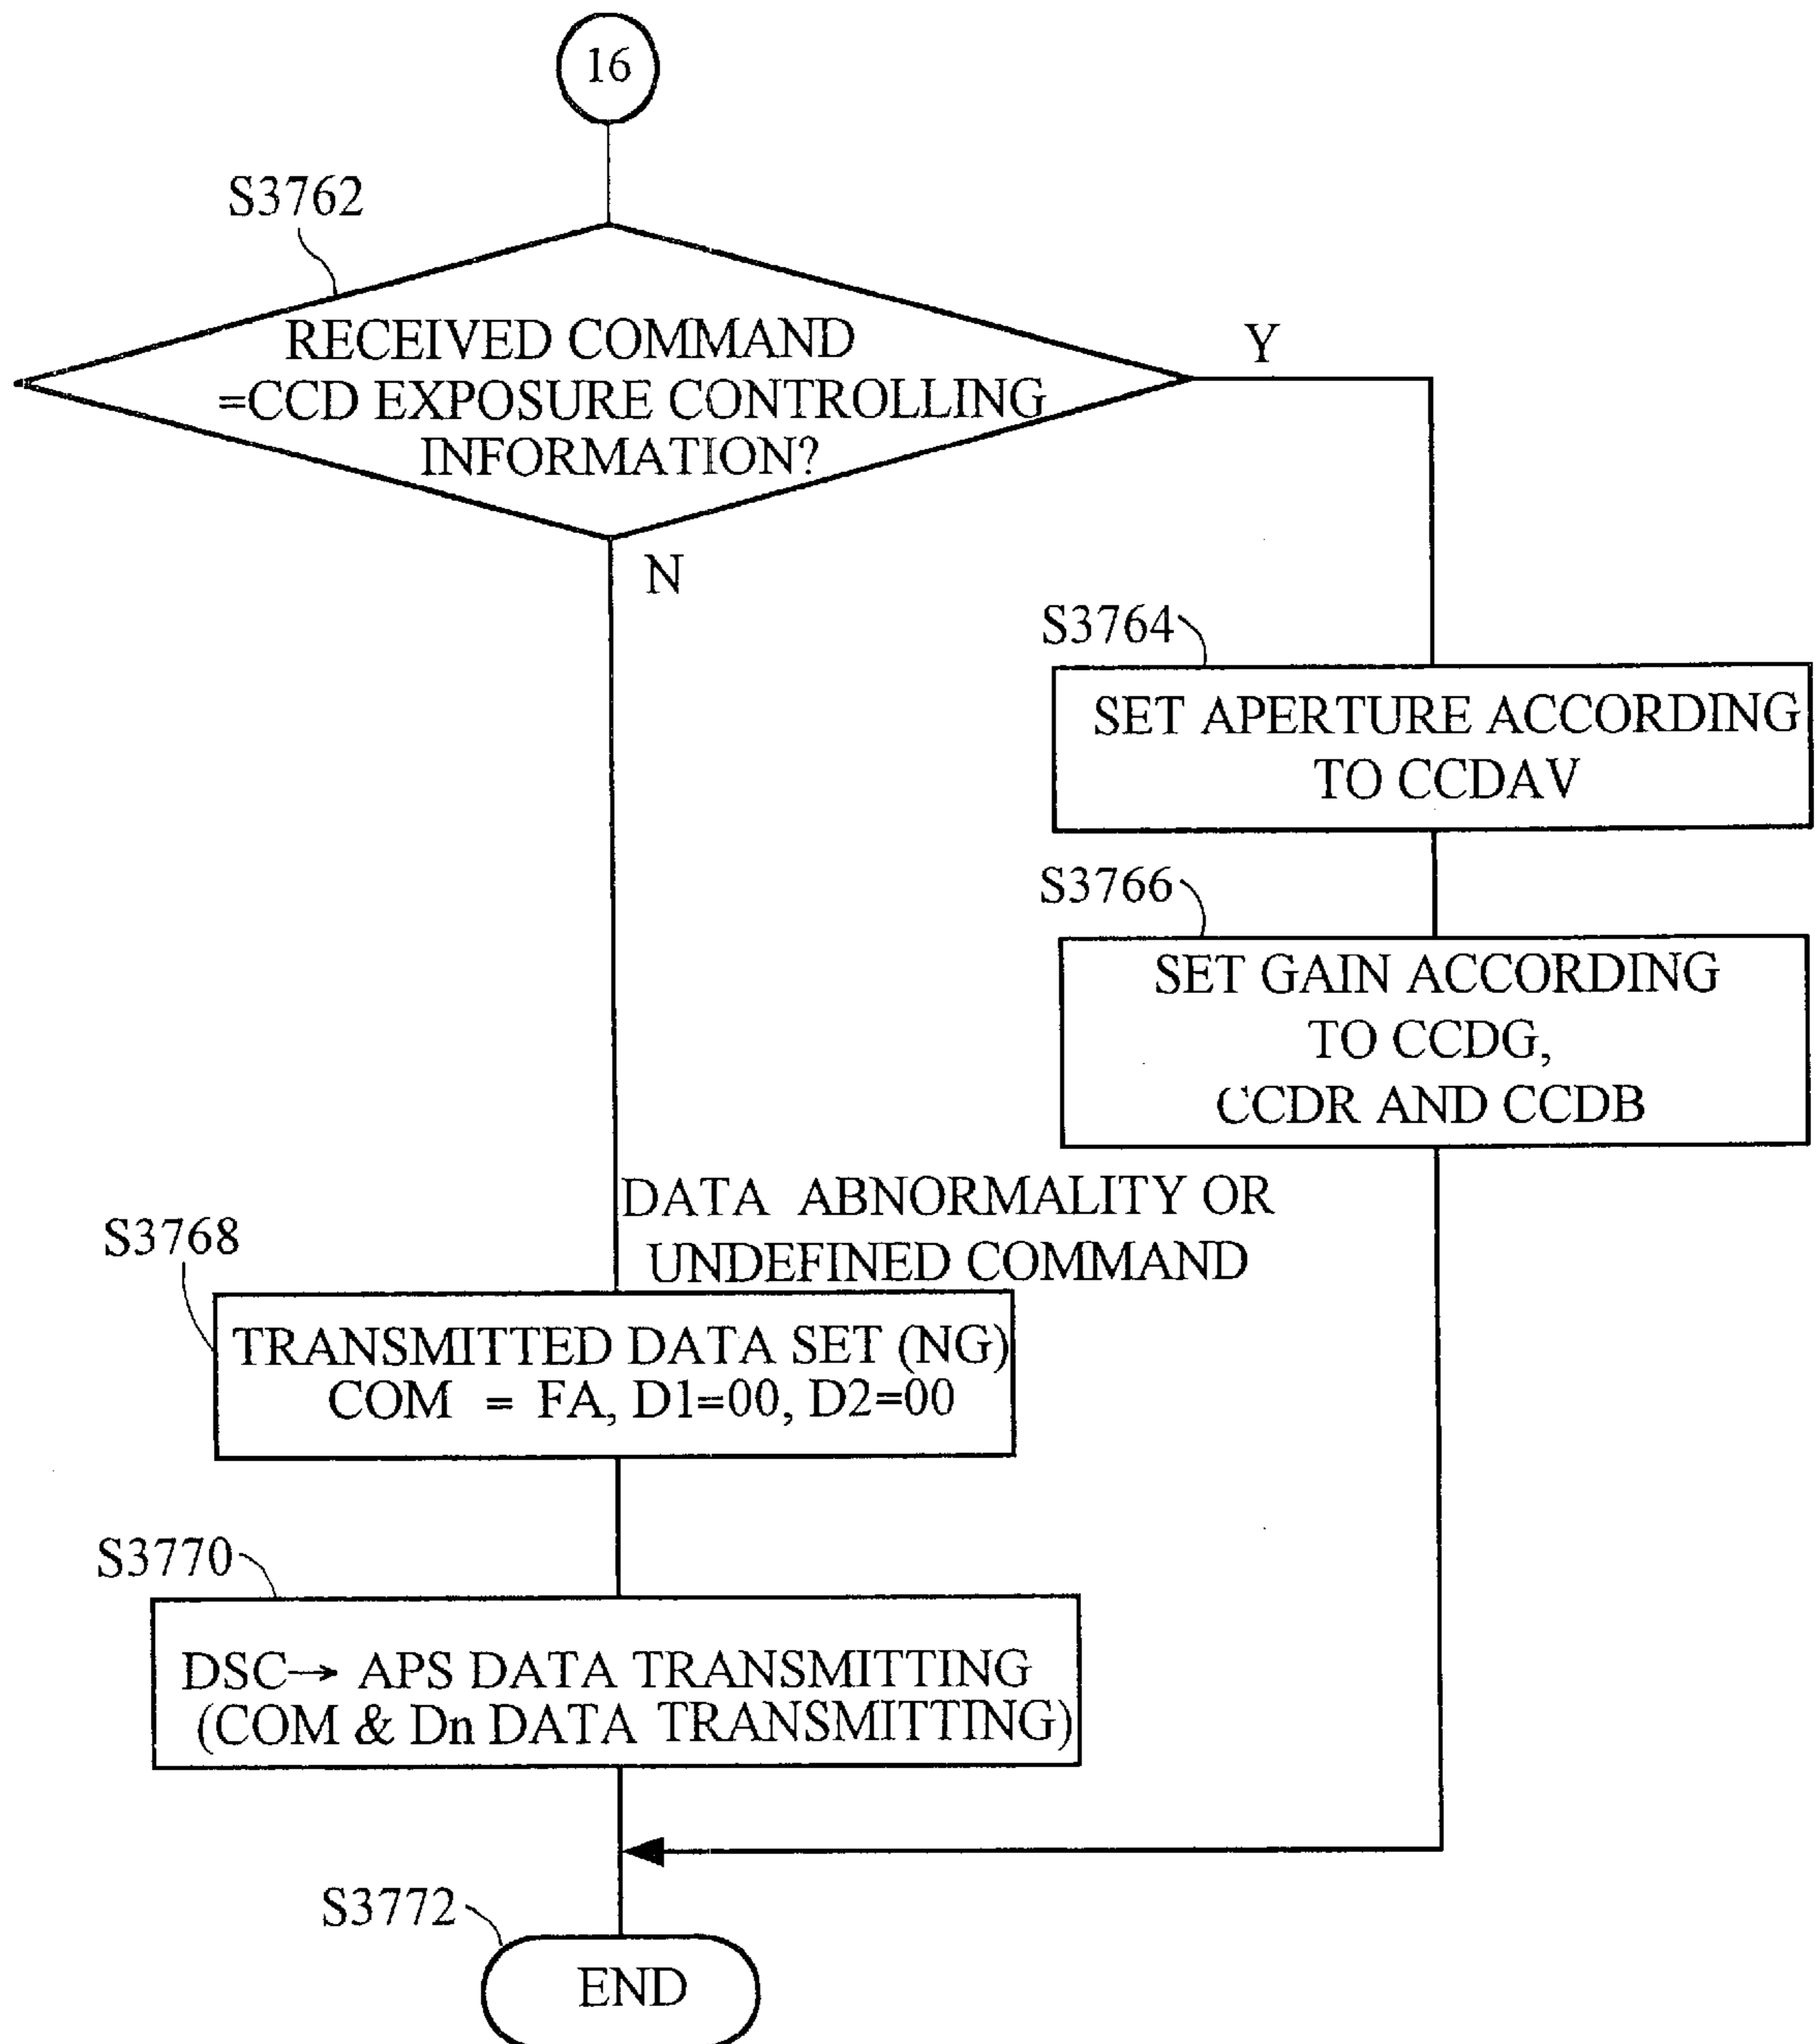 16
S3762
RECEIVED COMMAND
=CCD EXPOSURE CONTROLLING
INFORMATION?
Y
N
S3764
SET APERTURE ACCORDING
TO CCDAV
S3766
SET GAIN ACCORDING
TO CCDG,
CCDR AND CCDB
DATA ABNORMALITY OR
UNDEFINED COMMAND
S3768
TRANSMITTED DATA SET (NG)
COM = FA, D1=00, D2=00
S3770
DSC→ APS DATA TRANSMITTING
(COM & Dn DATA TRANSMITTING)
S3772
END